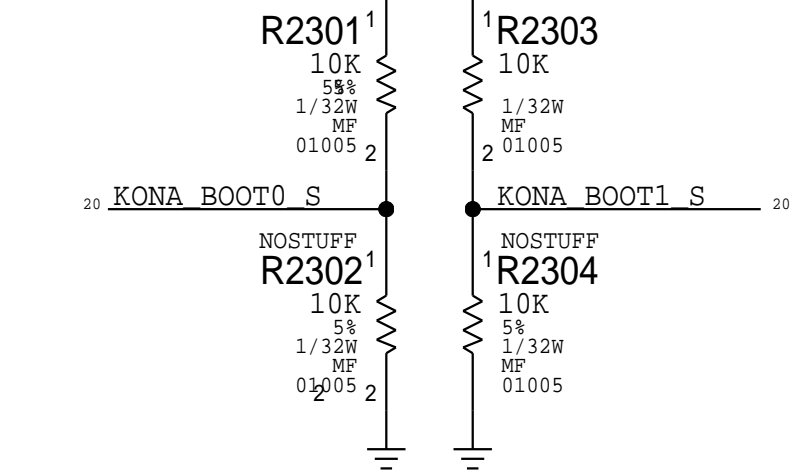 1
R2301
10K
5%
1/32W
MF
01005
2
1
R2303
10K
1/32W
MF
01005
2
20
KONA_BOOT0_S
KONA_BOOT1_S
20
NOSTUFF
1
R2302
10K
5%
1/32W
MF
01005
2
2
NOSTUFF
1
R2304
10K
5%
1/32W
MF
01005